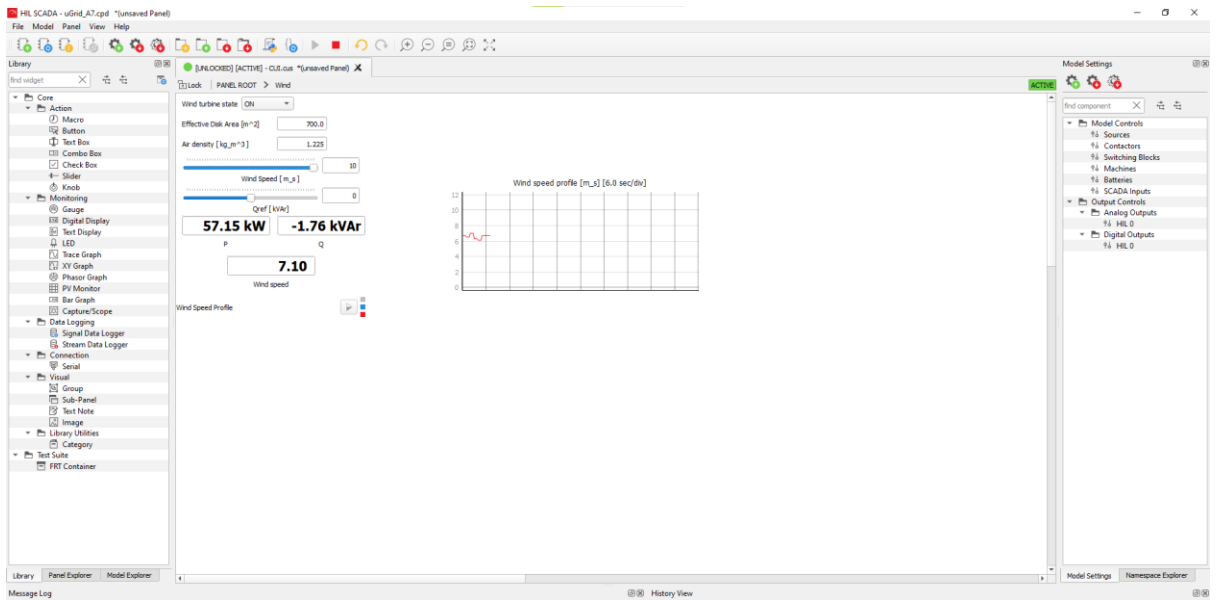 HIL SCADA - uGrid_A7.cpd *(unsaved Panel)
File Model Panel View Help
Library
find widget
Core
Action
Macro
Button
Text Box
Combo Box
Check Box
Slider
Knob
Monitoring
Gauge
Digital Display
Text Display
LED
Trace Graph
XY Graph
Phasor Graph
PV Monitor
Bar Graph
Capture/Scope
Data Logging
Signal Data Logger
Stream Data Logger
Connection
Serial
Visual
Group
Sub-Panel
Text Note
Image
Library Utilities
Category
Test Suite
FRT Container
Library Panel Explorer Model Explorer
Message Log
[UNLOCKED] [ACTIVE] - CUI.cus *(unsaved Panel)
Lock PANEL ROOT > Wind
ACTIVE
Wind turbine state ON
Effective Disk Area [m^2] 700.0
Air density [ kg_m^3 ] 1.225
10
Wind Speed [ m_s ]
0
Qref [ kVAr]
57.15 kW -1.76 kVAr
P Q
7.10
Wind speed
Wind Speed Profile
Wind speed profile [m_s] [6.0 sec/div]
12
10
8
6
4
2
0
History View
Model Settings
find component
Model Controls
Sources
Contactors
Switching Blocks
Machines
Batteries
SCADA Inputs
Output Controls
Analog Outputs
HIL 0
Digital Outputs
HIL 0
Model Settings Namespace Explorer